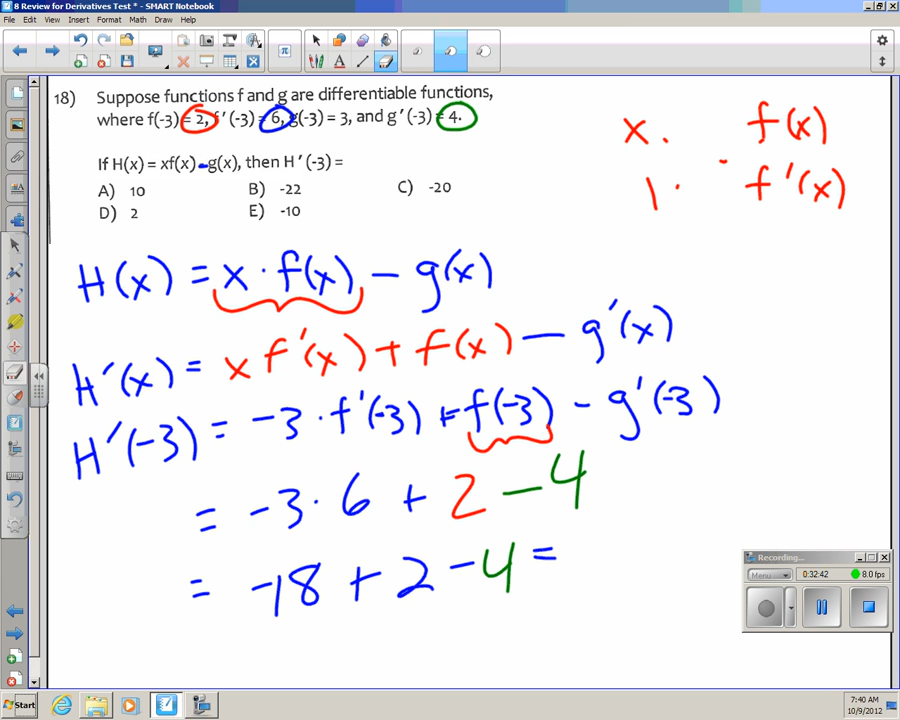 8 Review for Derivatives Test * - SMART Notebook
File Edit View Insert Format Math Draw Window Help
18) Suppose functions f and g are differentiable functions,
where f(-3) = 2, f'(-3) = 6, g(-3) = 3, and g'(-3) = 4.
If H(x) = xf(x) - g(x), then H'(-3) =
A) 10 B) -22 C) -20
D) 2 E) -10
x. f(x)
1 · f'(x)
H(x) = x · f(x) - g(x)
H'(x) = x f'(x) + f(x) - g'(x)
H'(-3) = -3 · f'(-3) + f(-3) - g'(-3)
= -3 · 6 + 2 - 4
= -18 + 2 - 4 =
Recording...
Menu 0:32:42 8.0 fps
Start
7:40 AM
10/9/2012